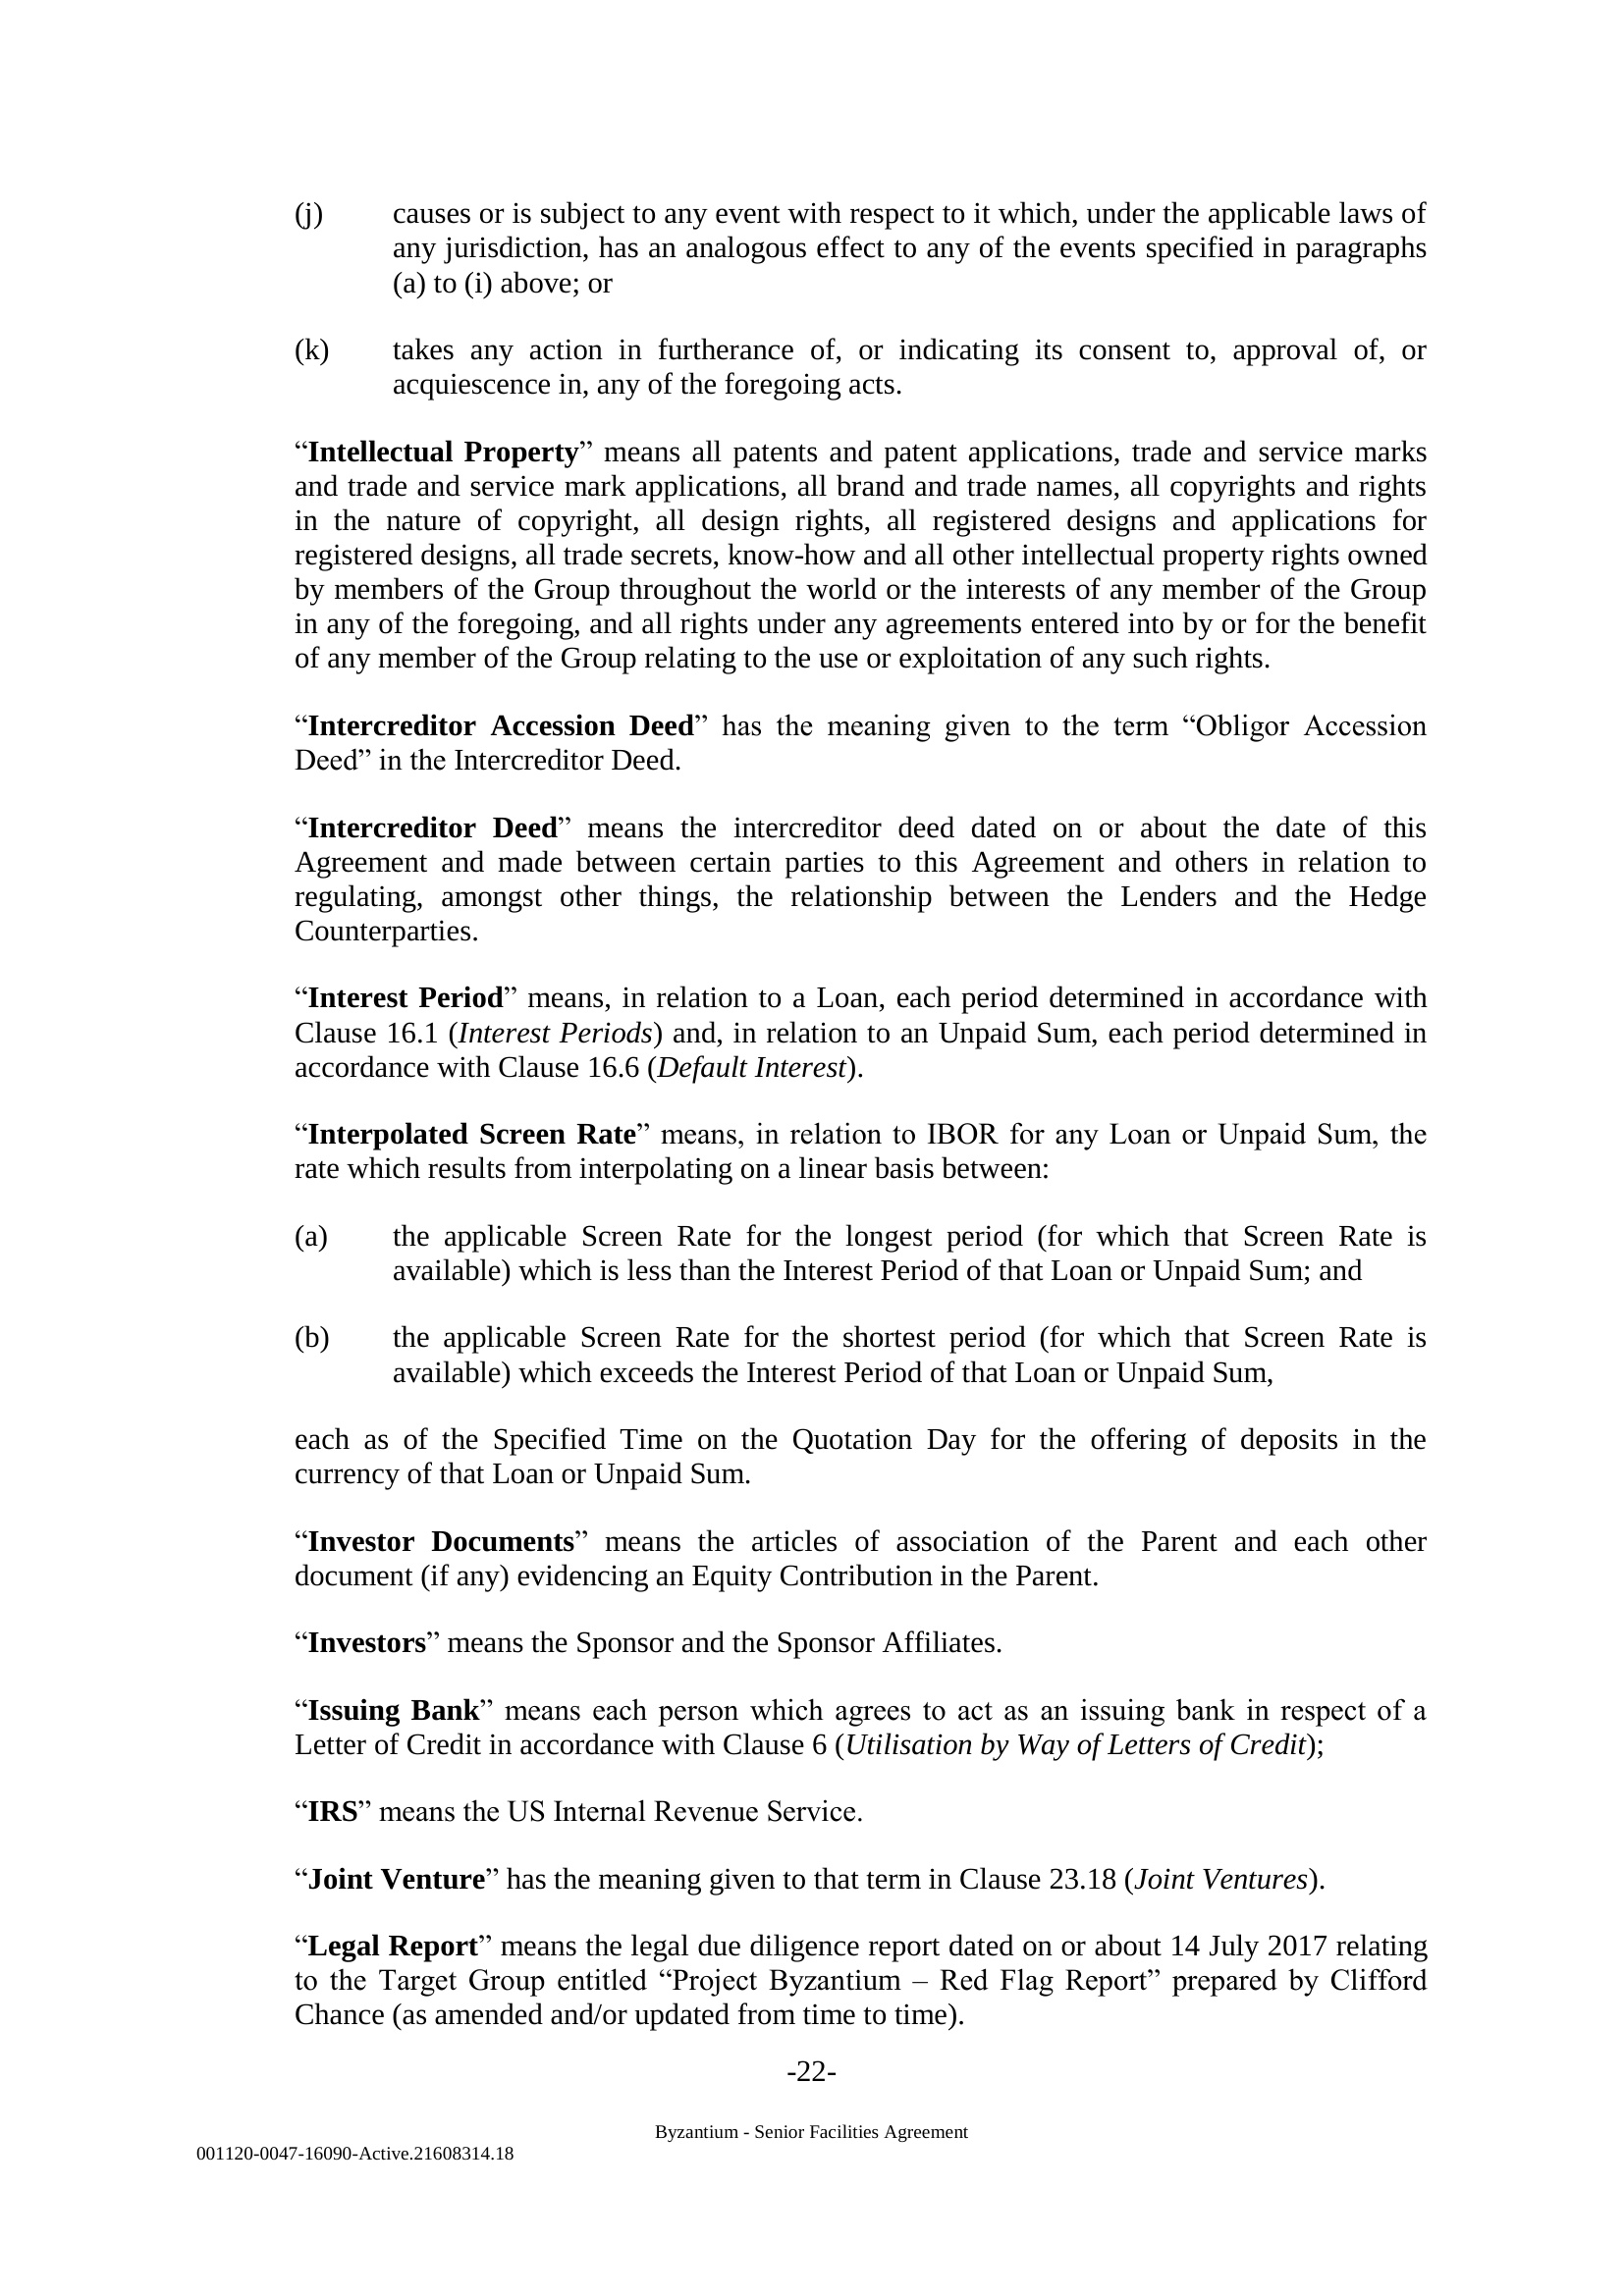 (j) causes or is subject to any event with respect to it which, under the applicable laws of
any jurisdiction, has an analogous effect to any of the events specified in paragraphs
(a) to (i) above; or
(k) takes any action in furtherance of, or indicating its consent to, approval of, or
acquiescence in, any of the foregoing acts.
“Intellectual Property” means all patents and patent applications, trade and service marks
and trade and service mark applications, all brand and trade names, all copyrights and rights
in the nature of copyright, all design rights, all registered designs and applications for
registered designs, all trade secrets, know-how and all other intellectual property rights owned
by members of the Group throughout the world or the interests of any member of the Group
in any of the foregoing, and all rights under any agreements entered into by or for the benefit
of any member of the Group relating to the use or exploitation of any such rights.
“Intercreditor Accession Deed” has the meaning given to the term “Obligor Accession
Deed” in the Intercreditor Deed.
“Intercreditor Deed” means the intercreditor deed dated on or about the date of this
Agreement and made between certain parties to this Agreement and others in relation to
regulating, amongst other things, the relationship between the Lenders and the Hedge
Counterparties.
“Interest Period” means, in relation to a Loan, each period determined in accordance with
Clause 16.1 (Interest Periods) and, in relation to an Unpaid Sum, each period determined in
accordance with Clause 16.6 (Default Interest).
“Interpolated Screen Rate” means, in relation to IBOR for any Loan or Unpaid Sum, the
rate which results from interpolating on a linear basis between:
(a) the applicable Screen Rate for the longest period (for which that Screen Rate is
available) which is less than the Interest Period of that Loan or Unpaid Sum; and
(b) the applicable Screen Rate for the shortest period (for which that Screen Rate is
available) which exceeds the Interest Period of that Loan or Unpaid Sum,
each as of the Specified Time on the Quotation Day for the offering of deposits in the
currency of that Loan or Unpaid Sum.
“Investor Documents” means the articles of association of the Parent and each other
document (if any) evidencing an Equity Contribution in the Parent.
“Investors” means the Sponsor and the Sponsor Affiliates.
“Issuing Bank” means each person which agrees to act as an issuing bank in respect of a
Letter of Credit in accordance with Clause 6 (Utilisation by Way of Letters of Credit);
“IRS” means the US Internal Revenue Service.
“Joint Venture” has the meaning given to that term in Clause 23.18 (Joint Ventures).
“Legal Report” means the legal due diligence report dated on or about 14 July 2017 relating
to the Target Group entitled “Project Byzantium – Red Flag Report” prepared by Clifford
Chance (as amended and/or updated from time to time).
-22-
Byzantium - Senior Facilities Agreement
001120-0047-16090-Active.21608314.18